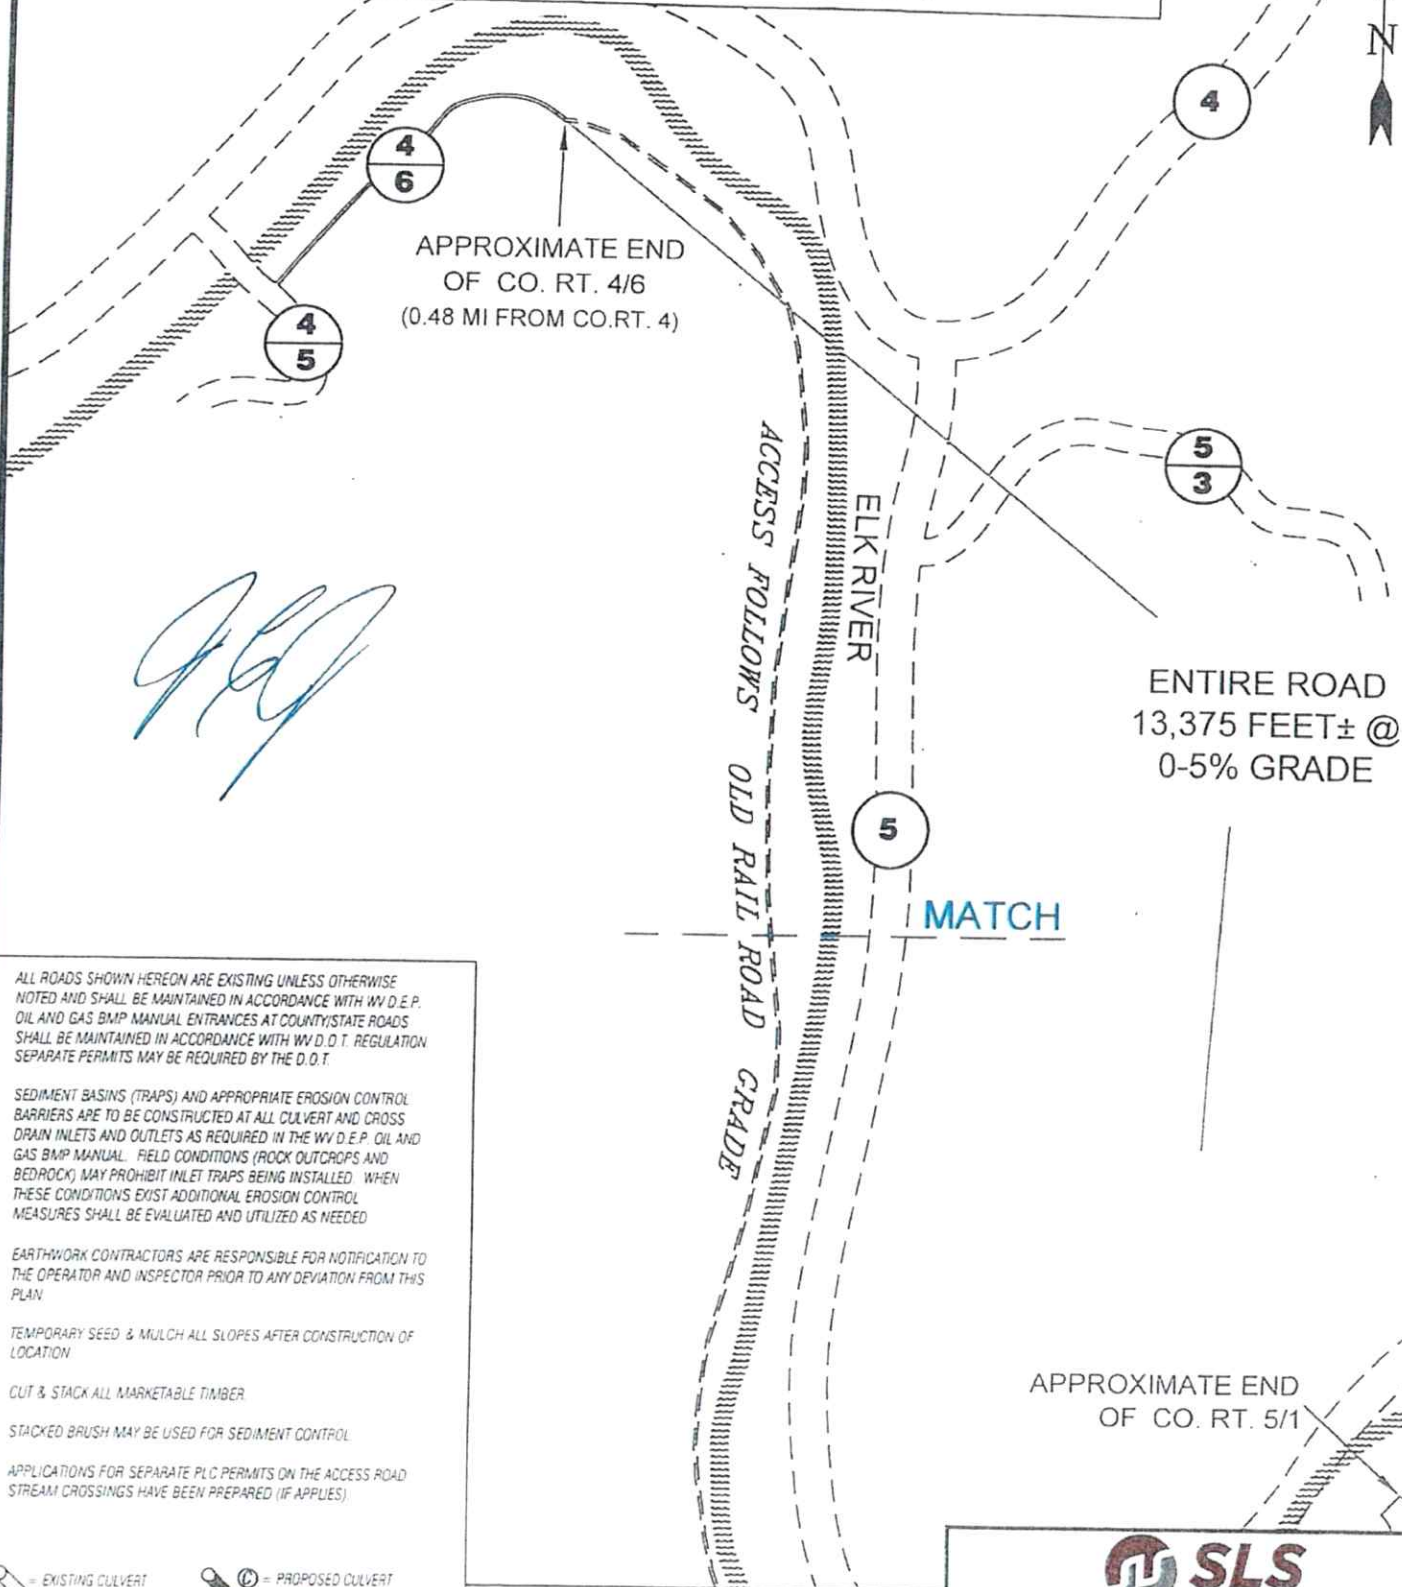 N
4
4
6
APPROXIMATE END
OF CO. RT. 4/6
(0.48 MI FROM CO.RT. 4)
4
5
5
3
ACCESS FOLLOWS OLD RAIL ROAD GRADE
ELK RIVER
ENTIRE ROAD
13,375 FEET± @
0-5% GRADE
5
MATCH
ALL ROADS SHOWN HEREON ARE EXISTING UNLESS OTHERWISE
NOTED AND SHALL BE MAINTAINED IN ACCORDANCE WITH WV D.E.P.
OIL AND GAS BMP MANUAL ENTRANCES AT COUNTY/STATE ROADS
SHALL BE MAINTAINED IN ACCORDANCE WITH WV D.O.T. REGULATION
SEPARATE PERMITS MAY BE REQUIRED BY THE D.O.T.
SEDIMENT BASINS (TRAPS) AND APPROPRIATE EROSION CONTROL
BARRIERS ARE TO BE CONSTRUCTED AT ALL CULVERT AND CROSS
DRAIN INLETS AND OUTLETS AS REQUIRED IN THE WV D.E.P. OIL AND
GAS BMP MANUAL. FIELD CONDITIONS (ROCK OUTCROPS AND
BEDROCK) MAY PROHIBIT INLET TRAPS BEING INSTALLED. WHEN
THESE CONDITIONS EXIST ADDITIONAL EROSION CONTROL
MEASURES SHALL BE EVALUATED AND UTILIZED AS NEEDED
EARTHWORK CONTRACTORS ARE RESPONSIBLE FOR NOTIFICATION TO
THE OPERATOR AND INSPECTOR PRIOR TO ANY DEVIATION FROM THIS
PLAN
TEMPORARY SEED & MULCH ALL SLOPES AFTER CONSTRUCTION OF
LOCATION
CUT & STACK ALL MARKETABLE TIMBER.
STACKED BRUSH MAY BE USED FOR SEDIMENT CONTROL
APPLICATIONS FOR SEPARATE PLC PERMITS ON THE ACCESS ROAD
STREAM CROSSINGS HAVE BEEN PREPARED (IF APPLIES).
= EXISTING CULVERT
C = PROPOSED CULVERT
APPROXIMATE END
OF CO. RT. 5/1
SLS